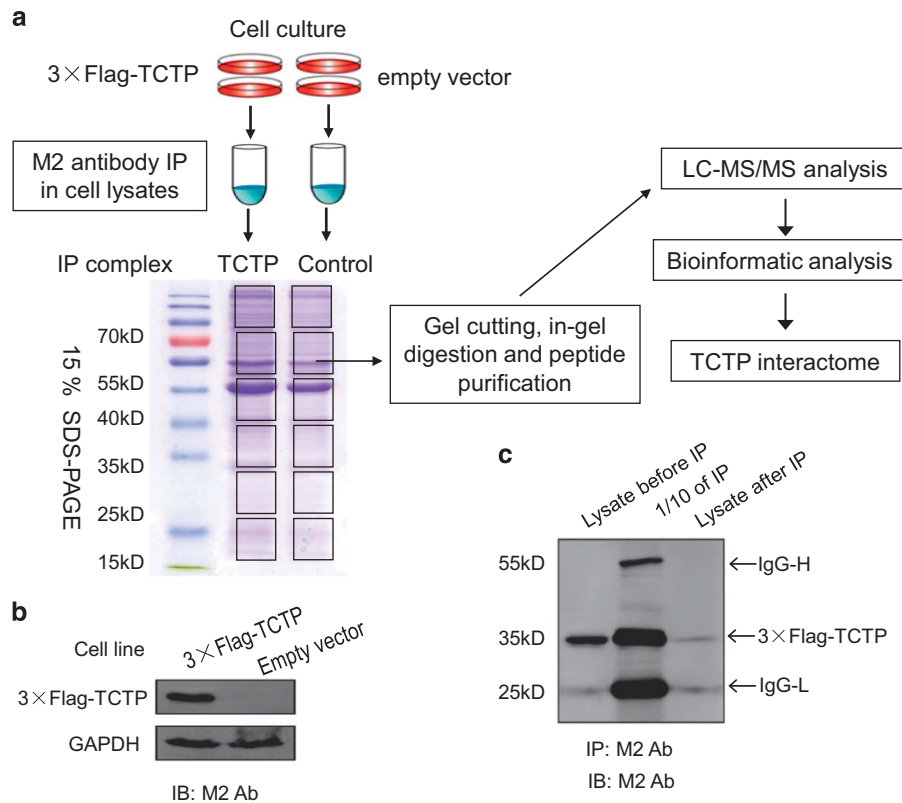 a
Cell culture
3×Flag-TCTP
empty vector
M2 antibody IP
in cell lysates
IP complex
TCTP
Control
70kD
55kD
40kD
35kD
25kD
15kD
15 % SDS-PAGE
Gel cutting, in-gel
digestion and peptide
purification
LC-MS/MS analysis
Bioinformatic analysis
TCTP interactome
b
Cell line
3×Flag-TCTP
Empty vector
3×Flag-TCTP
GAPDH
IB: M2 Ab
c
Lysate before IP
1/10 of IP
Lysate after IP
55kD
35kD
25kD
←IgG-H
←3×Flag-TCTP
←IgG-L
IP: M2 Ab
IB: M2 Ab